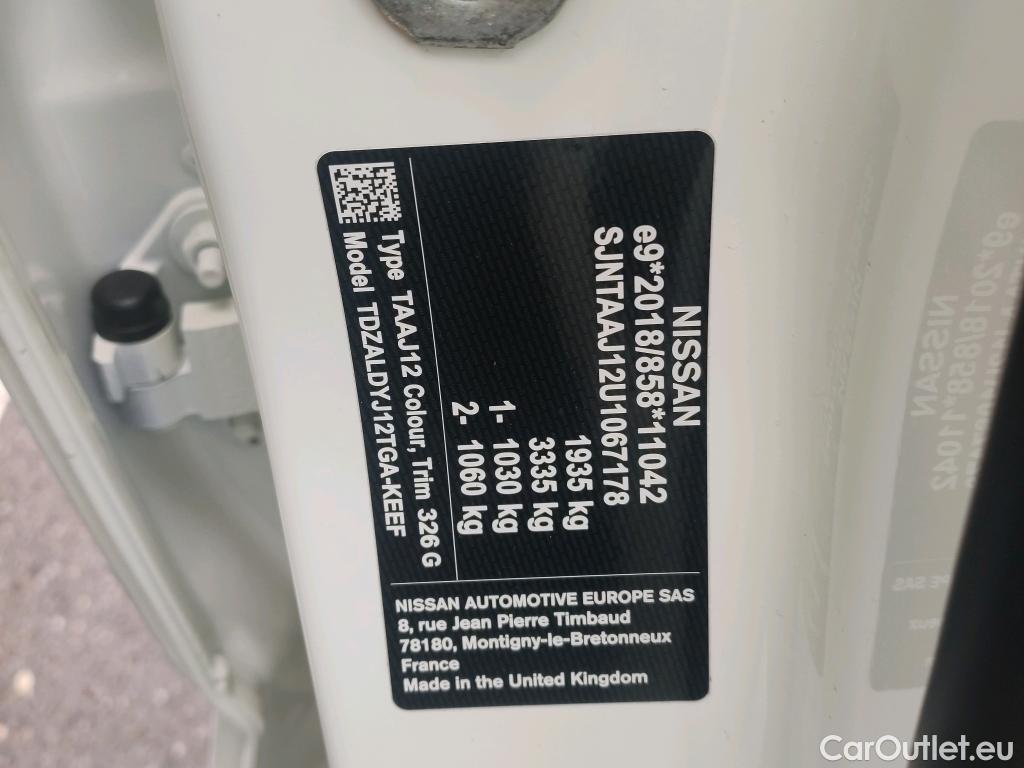 NISSAN
e9*2018/858*11042
SJNTAAJ12U1067178
1935 kg
3335 kg
1- 1030 kg
2- 1060 kg
Type TAAJ12 Colour, Trim 326 G
Model TDZALDYJ12TGA-KEEF
NISSAN AUTOMOTIVE EUROPE SAS
8, rue Jean Pierre Timbaud
78180, Montigny-le-Bretonneux
France
Made in the United Kingdom
CarOutlet.eu